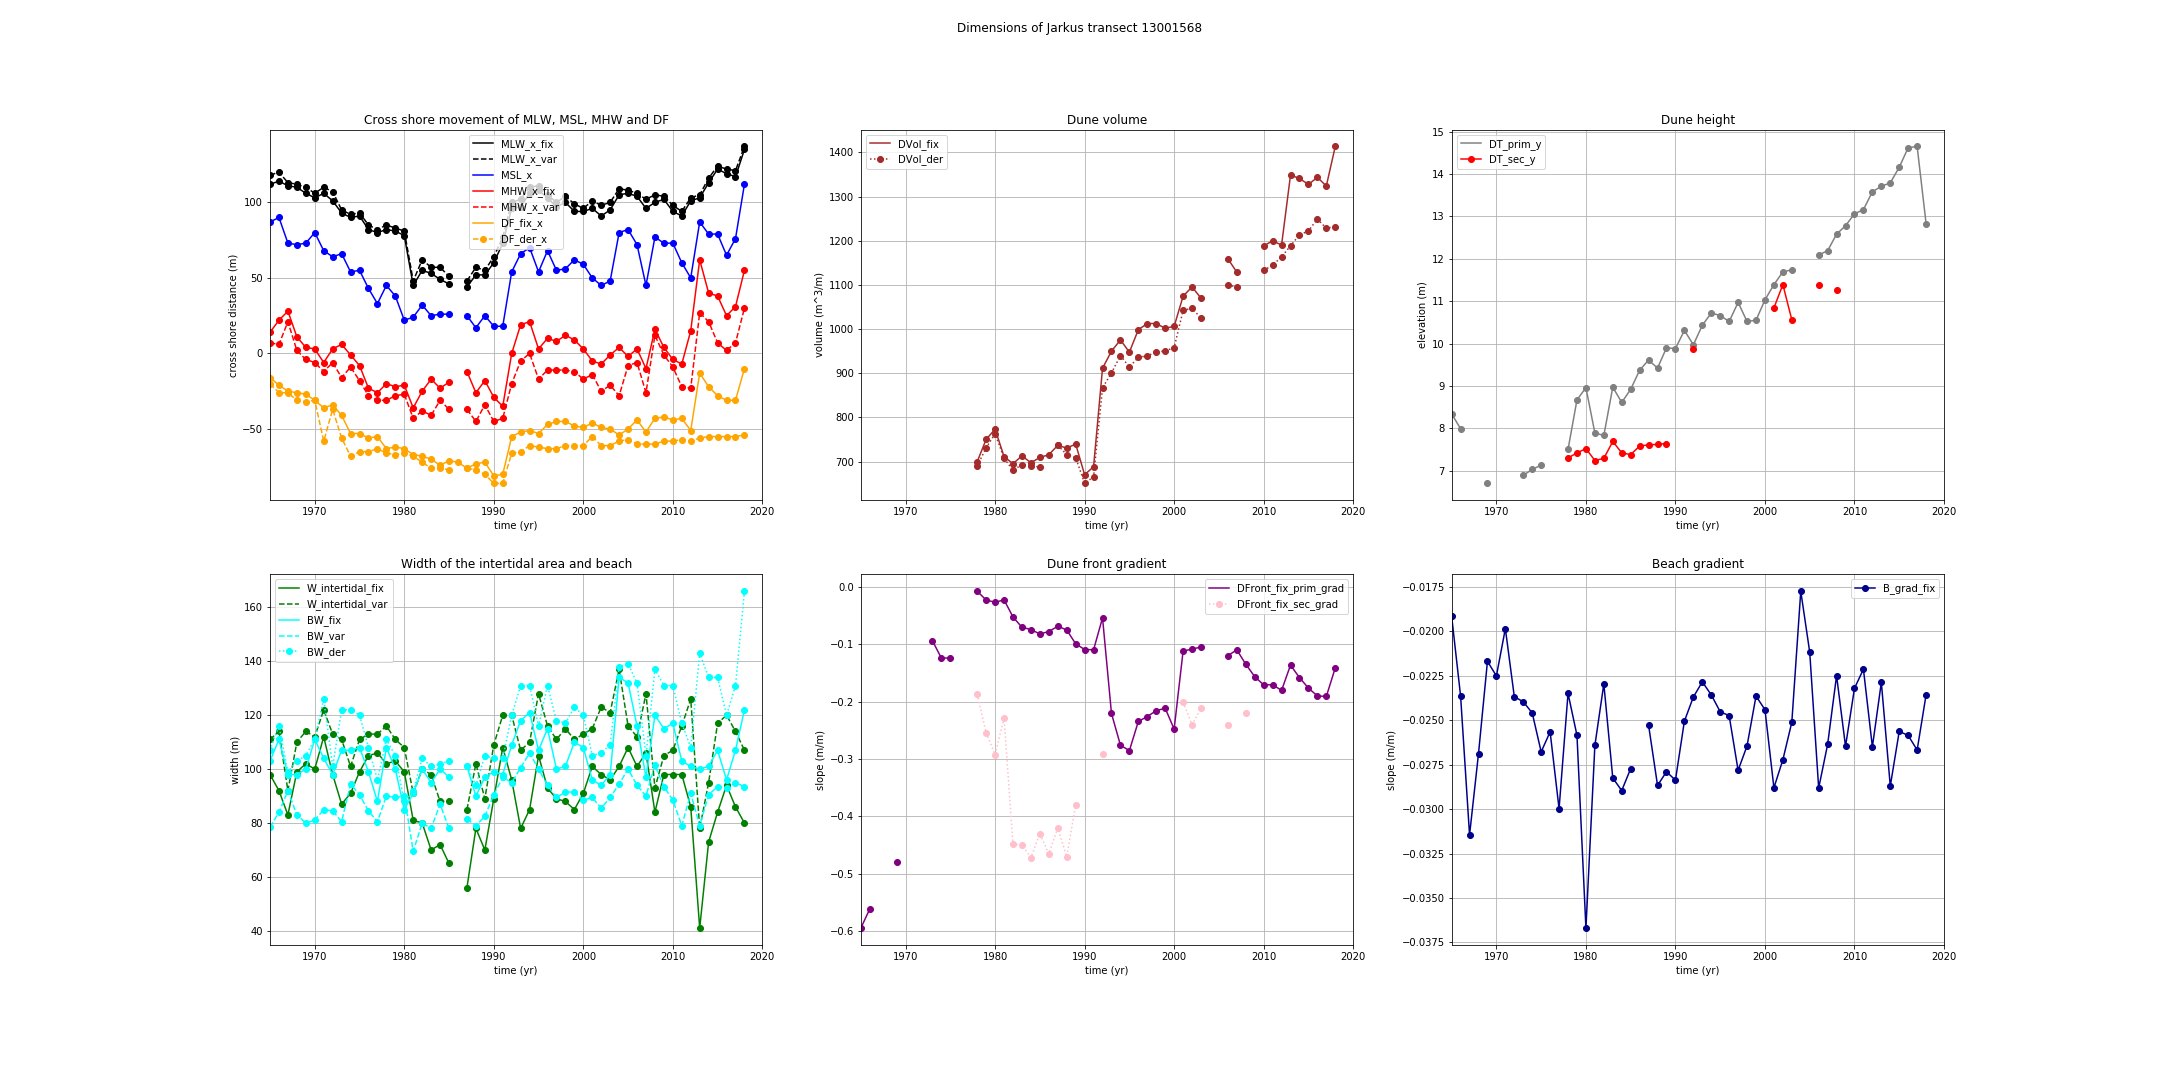 Dimensions of Jarkus transect 13001568
Cross shore movement of MLW, MSL, MHW and DF
cross shore distance (m)
100
50
0
−50
MLW_x_fix
MLW_x_var
MSL_x
MHW_x_fix
MHW_x_var
DF_fix_x
DF_der_x
1970 1980 1990 2000 2010 2020
time (yr)
Dune volume
volume (m^3/m)
1400
1300
1200
1100
1000
900
800
700
DVol_fix
DVol_der
1970 1980 1990 2000 2010 2020
time (yr)
Dune height
elevation (m)
15
14
13
12
11
10
9
8
7
DT_prim_y
DT_sec_y
1970 1980 1990 2000 2010 2020
time (yr)
Width of the intertidal area and beach
width (m)
160
140
120
100
80
60
40
W_intertidal_fix
W_intertidal_var
BW_fix
BW_var
BW_der
1970 1980 1990 2000 2010 2020
time (yr)
Dune front gradient
slope (m/m)
0.0
−0.1
−0.2
−0.3
−0.4
−0.5
−0.6
DFront_fix_prim_grad
DFront_fix_sec_grad
1970 1980 1990 2000 2010 2020
time (yr)
Beach gradient
slope (m/m)
−0.0175
−0.0200
−0.0225
−0.0250
−0.0275
−0.0300
−0.0325
−0.0350
−0.0375
B_grad_fix
1970 1980 1990 2000 2010 2020
time (yr)